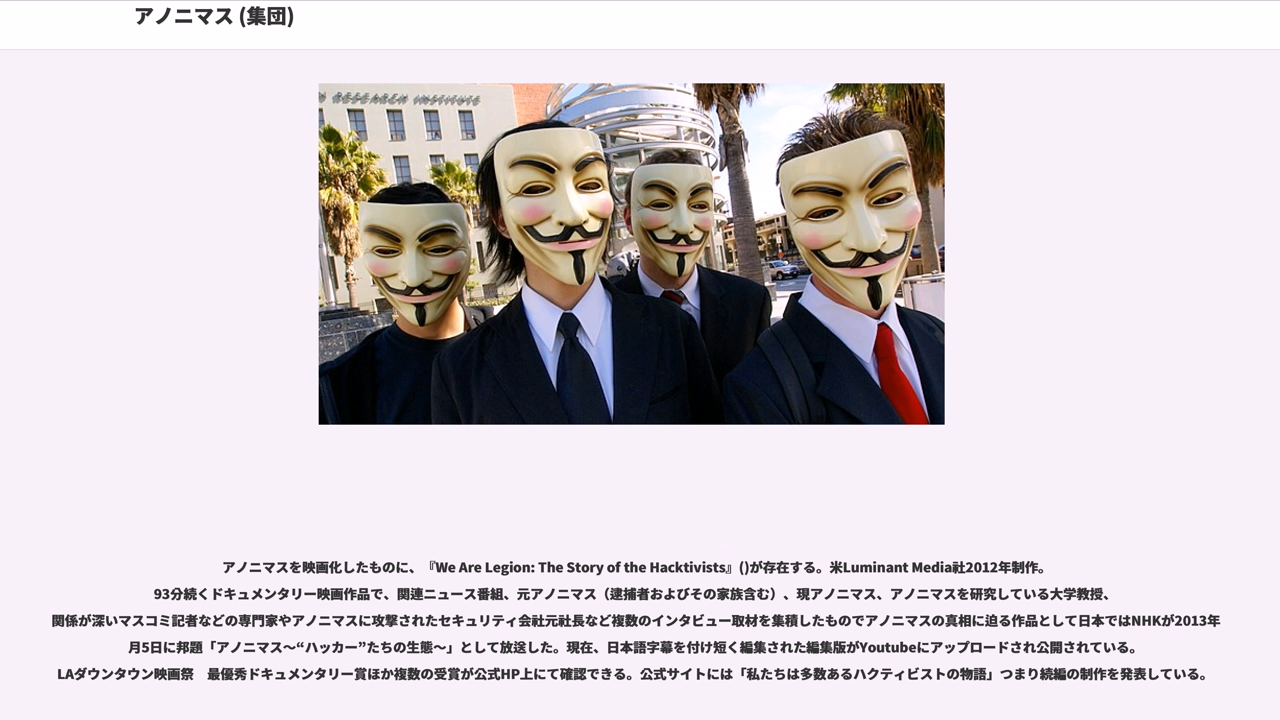 アノニマス (集団)
RESEARCH INSTITUTE
アノニマスを映画化したものに、『We Are Legion: The Story of the Hacktivists』()が存在する。米Luminant Media社2012年制作。
93分続くドキュメンタリー映画作品で、関連ニュース番組、元アノニマス（逮捕者およびその家族含む）、現アノニマス、アノニマスを研究している大学教授、
関係が深いマスコミ記者などの専門家やアノニマスに攻撃されたセキュリティ会社元社長など複数のインタビュー取材を集積したものでアノニマスの真相に迫る作品として日本ではNHKが2013年
月5日に邦題「アノニマス〜“ハッカー”たちの生態〜」として放送した。現在、日本語字幕を付け短く編集された編集版がYoutubeにアップロードされ公開されている。
LAダウンタウン映画祭　最優秀ドキュメンタリー賞ほか複数の受賞が公式HP上にて確認できる。公式サイトには「私たちは多数あるハクティビストの物語」つまり続編の制作を発表している。